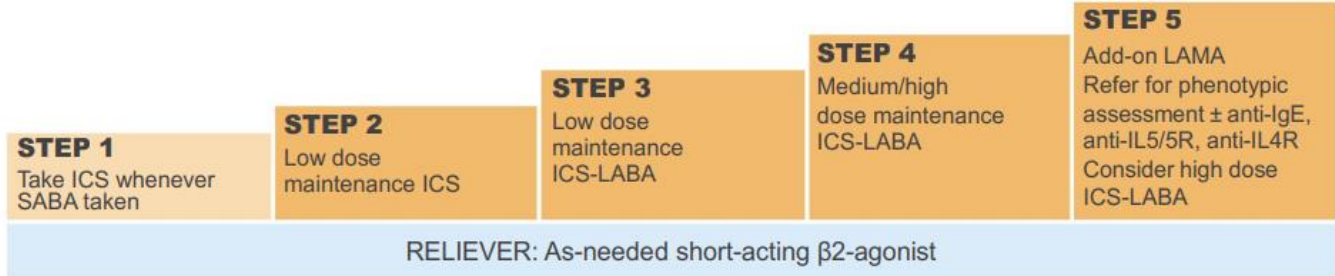 STEP 1
Take ICS whenever
SABA taken
STEP 2
Low dose
maintenance ICS
STEP 3
Low dose
maintenance
ICS-LABA
STEP 4
Medium/high
dose maintenance
ICS-LABA
STEP 5
Add-on LAMA
Refer for phenotypic
assessment ± anti-IgE,
anti-IL5/5R, anti-IL4R
Consider high dose
ICS-LABA
RELIEVER: As-needed short-acting β2-agonist